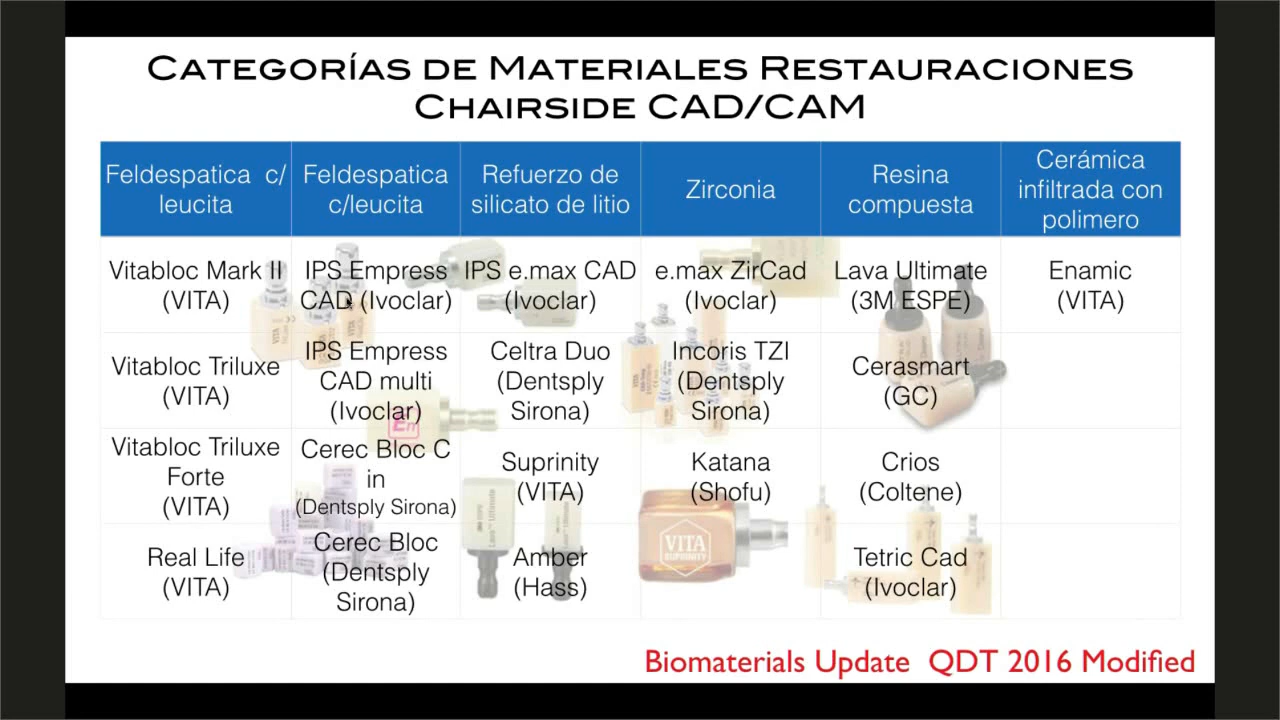 CATEGORÍAS DE MATERIALES RESTAURACIONES
CHAIRSIDE CAD/CAM
Feldespatica c/
leucita
Feldespatica
c/leucita
Refuerzo de
silicato de litio
Zirconia
Resina
compuesta
Cerámica
infiltrada con
polimero
Vitabloc Mark II
(VITA)
IPS Empress
CAD (Ivoclar)
IPS e.max CAD
(Ivoclar)
e.max ZirCad
(Ivoclar)
Lava Ultimate
(3M ESPE)
Enamic
(VITA)
Vitabloc Triluxe
(VITA)
IPS Empress
CAD multi
(Ivoclar)
Celtra Duo
(Dentsply
Sirona)
Incoris TZI
(Dentsply
Sirona)
Cerasmart
(GC)
Vitabloc Triluxe
Forte
(VITA)
Cerec Bloc C
in
(Dentsply Sirona)
Suprinity
(VITA)
Katana
(Shofu)
Crios
(Coltene)
Real Life
(VITA)
Cerec Bloc
(Dentsply
Sirona)
Amber
(Hass)
VITA
SUPRINITY
Tetric Cad
(Ivoclar)
Biomaterials Update QDT 2016 Modified